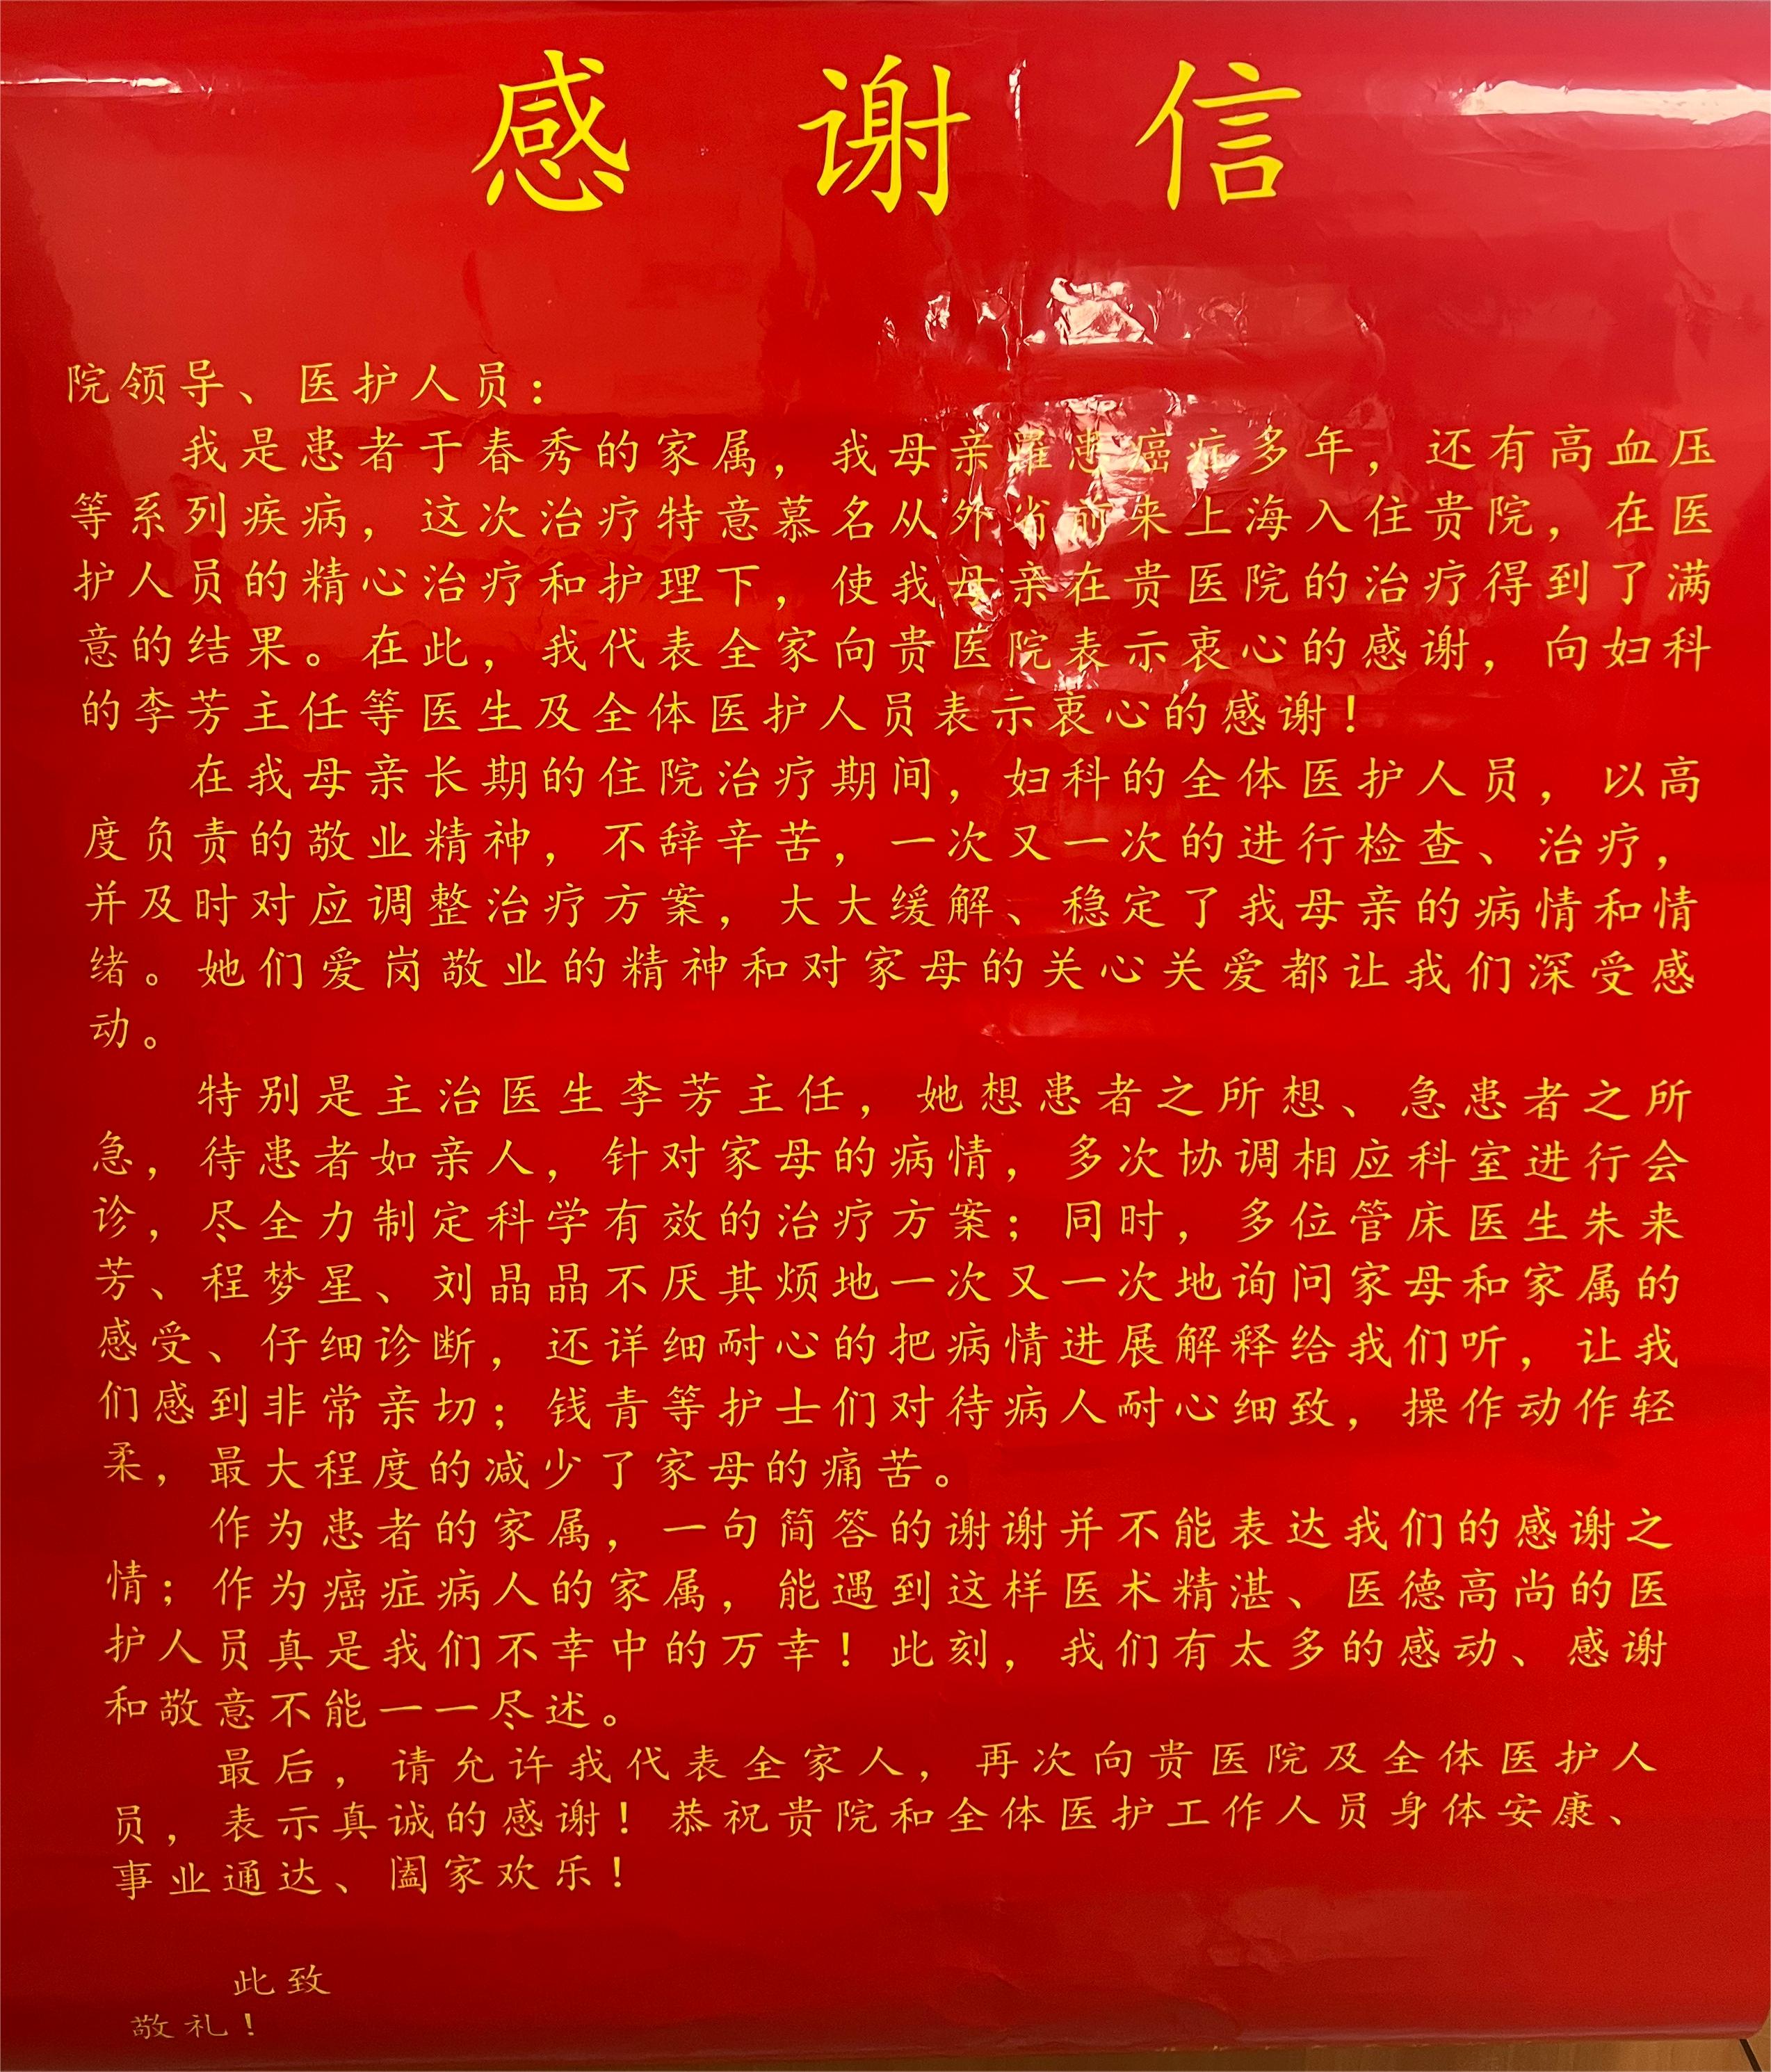 感谢信
院领导、医护人员：
我是患者于春秀的家属，我母亲罹患癌症多年，还有高血压
等系列疾病，这次治疗特意慕名从外省前来上海入住贵院，在医
护人员的精心治疗和护理下，使我母亲在贵医院的治疗得到了满
意的结果。在此，我代表全家向贵医院表示衷心的感谢，向妇科
的李芳主任等医生及全体医护人员表示衷心的感谢！
在我母亲长期的住院治疗期间，妇科的全体医护人员，以高
度负责的敬业精神，不辞辛苦，一次又一次的进行检查、治疗，
并及时对应调整治疗方案，大大缓解、稳定了我母亲的病情和情
绪。她们爱岗敬业的精神和对家母的关心关爱都让我们深受感
动。
特别是主治医生李芳主任，她想患者之所想、急患者之所
急，待患者如亲人，针对家母的病情，多次协调相应科室进行会
诊，尽全力制定科学有效的治疗方案；同时，多位管床医生朱来
芳、程梦星、刘晶晶不厌其烦地一次又一次地询问家母和家属的
感受、仔细诊断，还详细耐心的把病情进展解释给我们听，让我
们感到非常亲切；钱青等护士们对待病人耐心细致，操作动作轻
柔，最大程度的减少了家母的痛苦。
作为患者的家属，一句简答的谢谢并不能表达我们的感谢之
情；作为癌症病人的家属，能遇到这样医术精湛、医德高尚的医
护人员真是我们不幸中的万幸！此刻，我们有太多的感动、感谢
和敬意不能一一尽述。
最后，请允许我代表全家人，再次向贵医院及全体医护人
员，表示真诚的感谢！恭祝贵院和全体医护工作人员身体安康、
事业通达、阖家欢乐！
此致
敬礼！